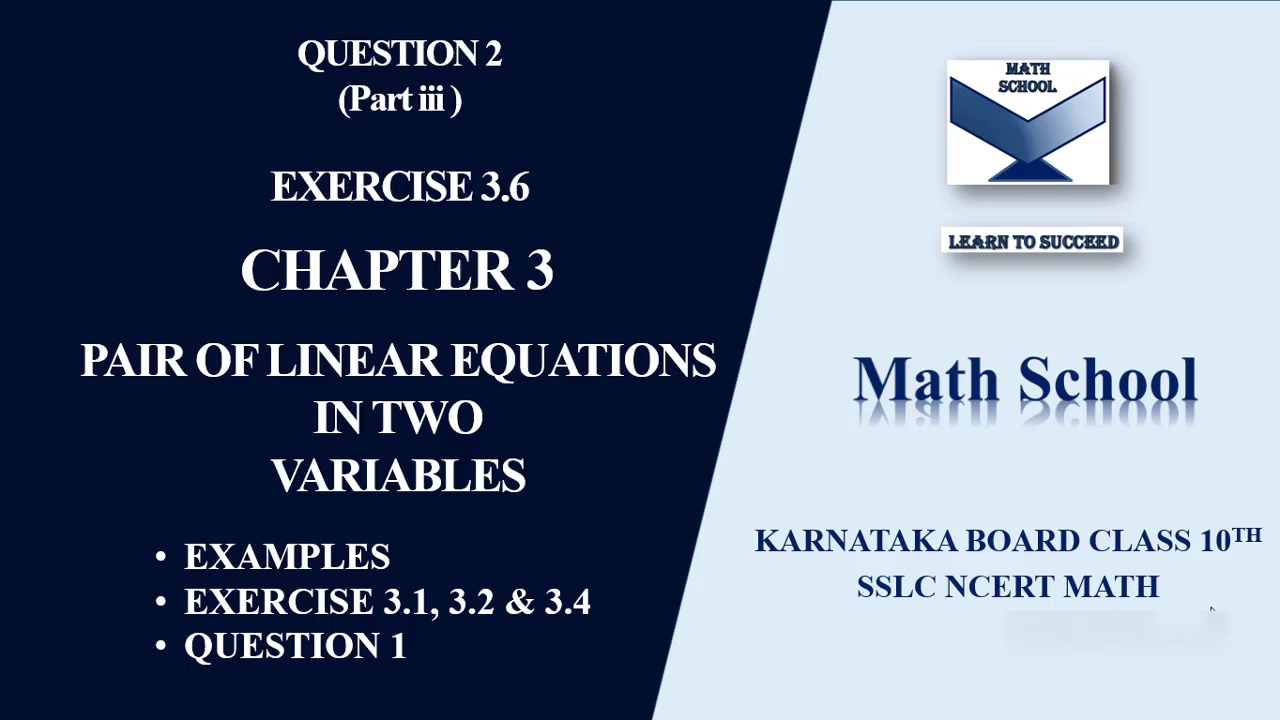 QUESTION 2
(Part iii )
EXERCISE 3.6
CHAPTER 3
PAIR OF LINEAR EQUATIONS
IN TWO
VARIABLES
• EXAMPLES
• EXERCISE 3.1, 3.2 & 3.4
• QUESTION 1
MATH
SCHOOL
LEARN TO SUCCEED
Math School
KARNATAKA BOARD CLASS 10TH
SSLC NCERT MATH